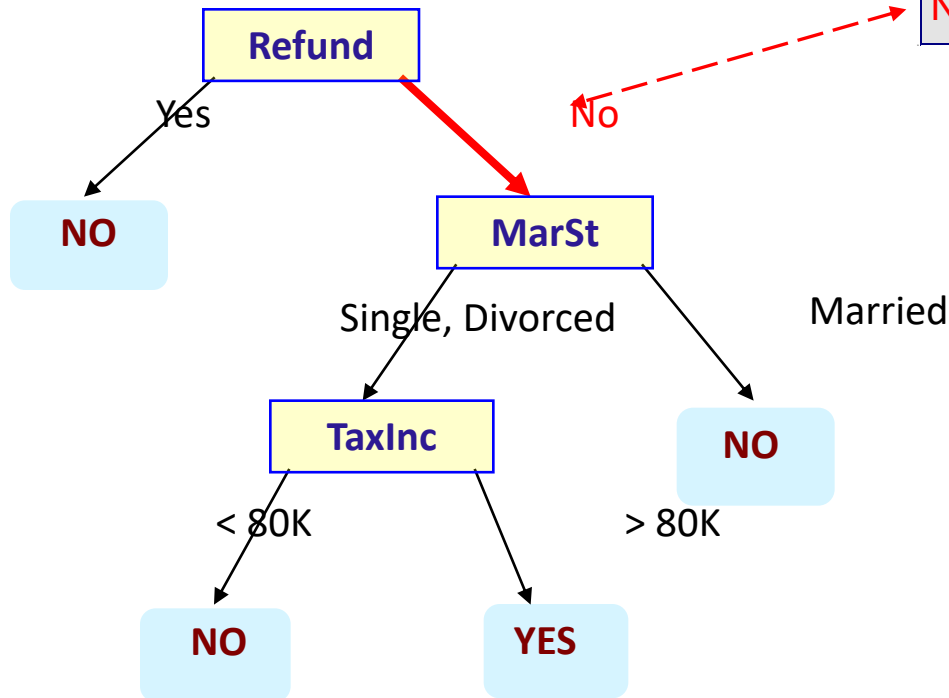 Refund
Yes
No
NO
MarSt
Single, Divorced
Married
TaxInc
NO
< 80K
> 80K
NO
YES